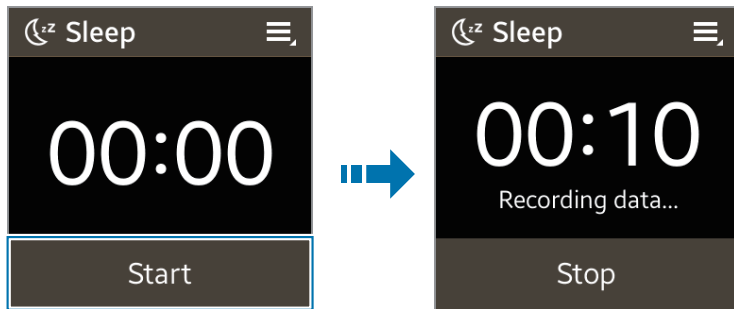 Sleep
00:00
Start
Sleep
00:10
Recording data...
Stop